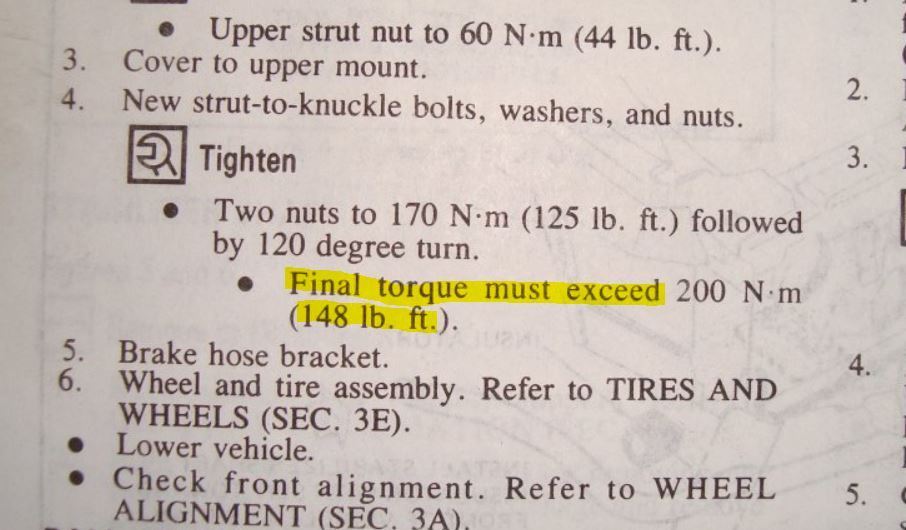 • Upper strut nut to 60 N·m (44 lb. ft.).
3. Cover to upper mount.
4. New strut-to-knuckle bolts, washers, and nuts.
Tighten
• Two nuts to 170 N·m (125 lb. ft.) followed
by 120 degree turn.
• Final torque must exceed 200 N·m
(148 lb. ft.).
5. Brake hose bracket.
6. Wheel and tire assembly. Refer to TIRES AND
WHEELS (SEC. 3E).
• Lower vehicle.
• Check front alignment. Refer to WHEEL
ALIGNMENT (SEC. 3A).
2.
3.
4.
5.